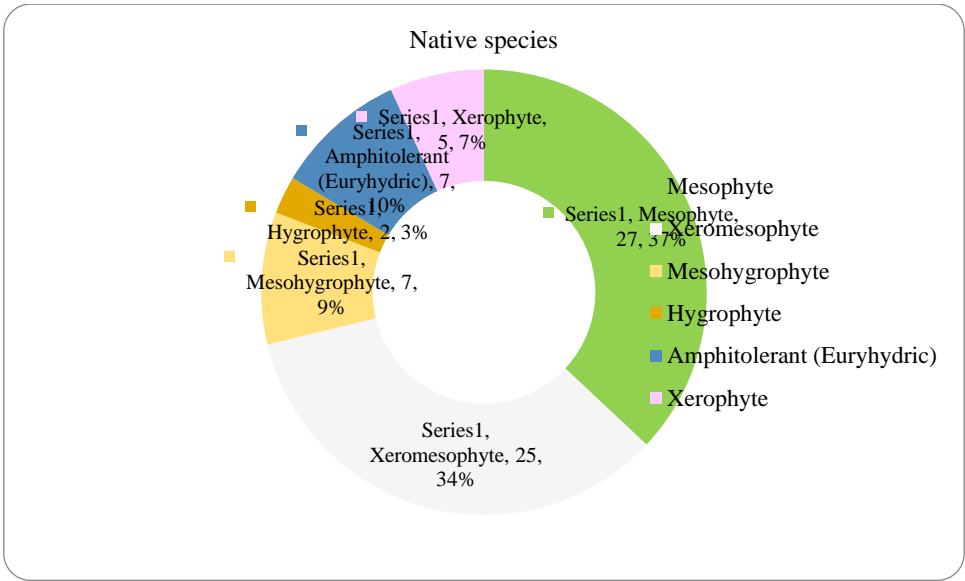 Native species
Series1, Xerophyte,
5, 7%
Series1,
Amphitolerant
(Euryhydric), 7,
10%
Series1,
Hygrophyte, 2, 3%
Series1,
Mesohygrophyte, 7,
9%
Series1, Mesophyte,
27, 37%
Series1,
Xeromesophyte, 25,
34%
Mesophyte
Xeromesophyte
Mesohygrophyte
Hygrophyte
Amphitolerant (Euryhydric)
Xerophyte